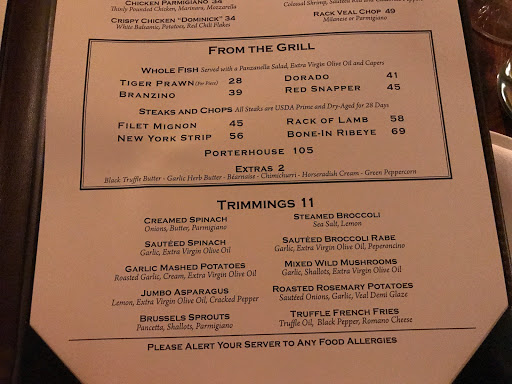 Chicken Parmigiano 34
Thinly Pounded Chicken, Marinara, Mozzarella
Colossal Shrimp, Sautéed
Crispy Chicken "Dominick" 34
White Balsamic, Potatoes, Red Chili Flakes
Rack Veal Chop 49
Milanese or Parmigiano
From the Grill
Whole Fish Served with a Panzanella Salad, Extra Virgin Olive Oil and Capers
Tiger Prawn (Per Piece) 28
Dorado 41
Branzino 39
Red Snapper 45
Steaks and Chops All Steaks are USDA Prime and Dry-Aged for 28 Days
Filet Mignon 45
Rack of Lamb 58
New York Strip 56
Bone-In Ribeye 69
Porterhouse 105
Extras 2
Black Truffle Butter - Garlic Herb Butter - Béarnaise - Chimichurri - Horseradish Cream - Green Peppercorn
Trimmings 11
Creamed Spinach
Onions, Butter, Parmigiano
Steamed Broccoli
Sea Salt, Lemon
Sautéed Spinach
Garlic, Extra Virgin Olive Oil
Sautéed Broccoli Rabe
Garlic, Extra Virgin Olive Oil, Peperoncino
Garlic Mashed Potatoes
Roasted Garlic, Cream, Extra Virgin Olive Oil
Mixed Wild Mushrooms
Garlic, Shallots, Extra Virgin Olive Oil
Jumbo Asparagus
Lemon, Extra Virgin Olive Oil, Cracked Pepper
Roasted Rosemary Potatoes
Sautéed Onions, Garlic, Veal Demi Glaze
Brussels Sprouts
Pancetta, Shallots, Parmigiano
Truffle French Fries
Truffle Oil, Black Pepper, Romano Cheese
Please Alert Your Server to Any Food Allergies